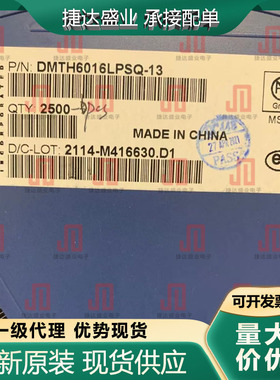 捷达盛业 承接配单
P/N: DMTH6016LPSQ-13
QTY 2500
MADE IN CHINA
D/C-LOT: 2114-M416630.D1
PASS
可开发票
一级代理 优势现货
量大
新原装 现货供应
价优